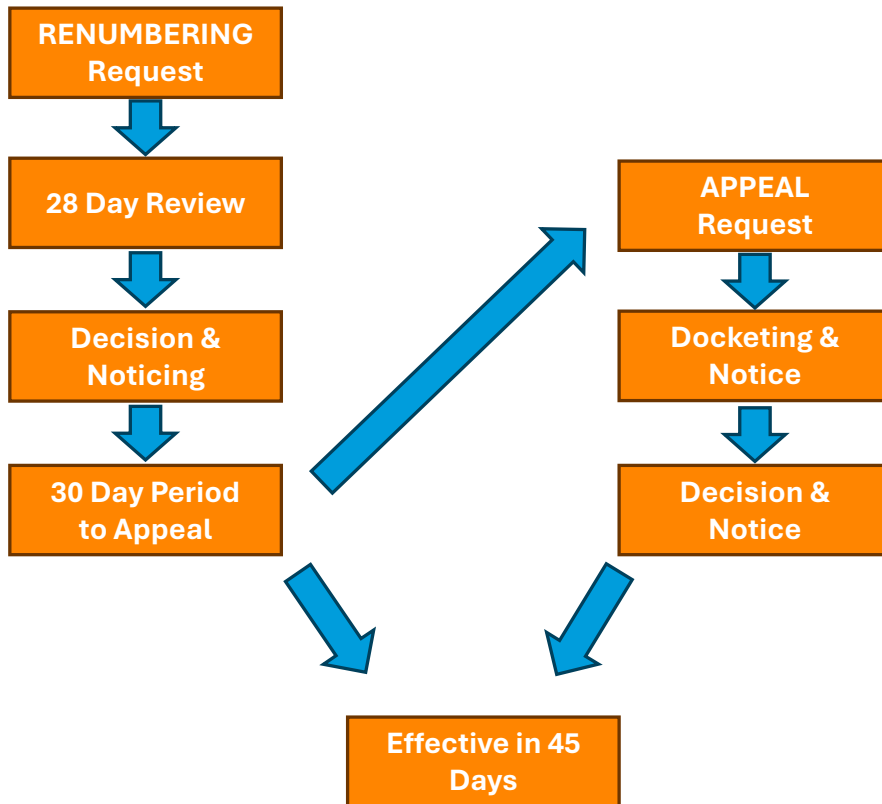 RENUMBERING
Request
28 Day Review
Decision &
Noticing
30 Day Period
to Appeal
APPEAL
Request
Docketing &
Notice
Decision &
Notice
Effective in 45
Days